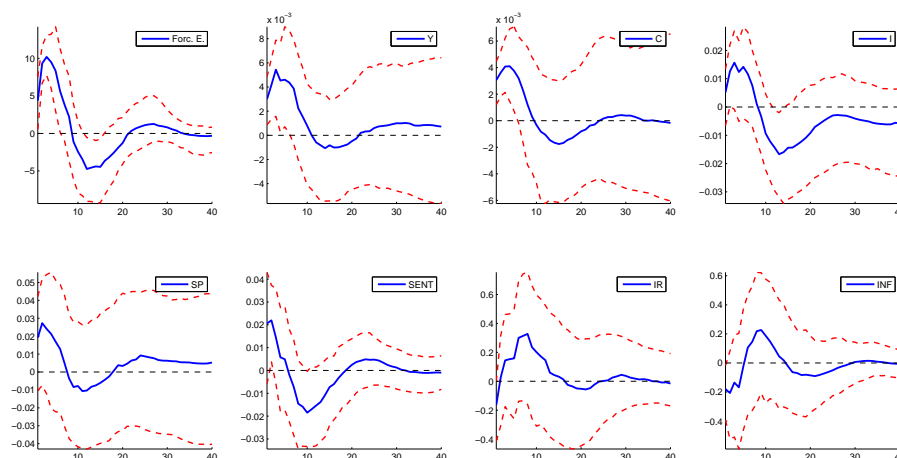 x 10⁻³ x 10⁻³
Forc. E. Y C I
10 5 0 −5
8 6 4 2 0 −2 −4
6 4 2 0 −2 −4 −6
0.02 0.01 0 −0.01 −0.02 −0.03
10 20 30 40 10 20 30 40 10 20 30 40 10 20 30 40
SP SENT IR INF
0.05 0.04 0.03 0.02 0.01 0 −0.01 −0.02 −0.03 −0.04
0.04 0.03 0.02 0.01 0 −0.01 −0.02 −0.03
0.6 0.4 0.2 0 −0.2 −0.4
0.6 0.4 0.2 0 −0.2 −0.4
10 20 30 40 10 20 30 40 10 20 30 40 10 20 30 40